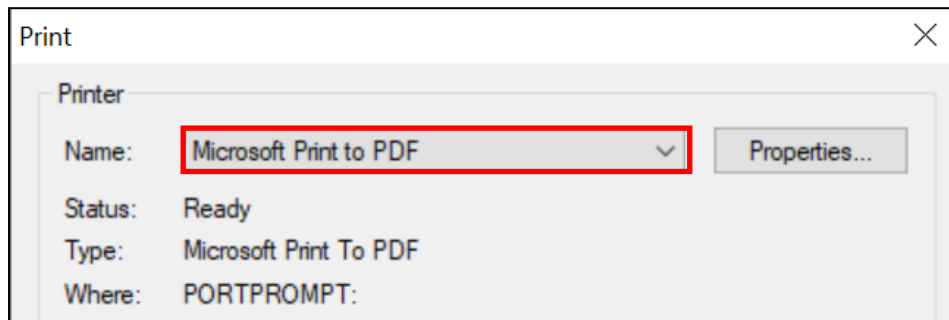 Print
Printer
Name: Microsoft Print to PDF Properties...
Status: Ready
Type: Microsoft Print To PDF
Where: PORTPROMPT: